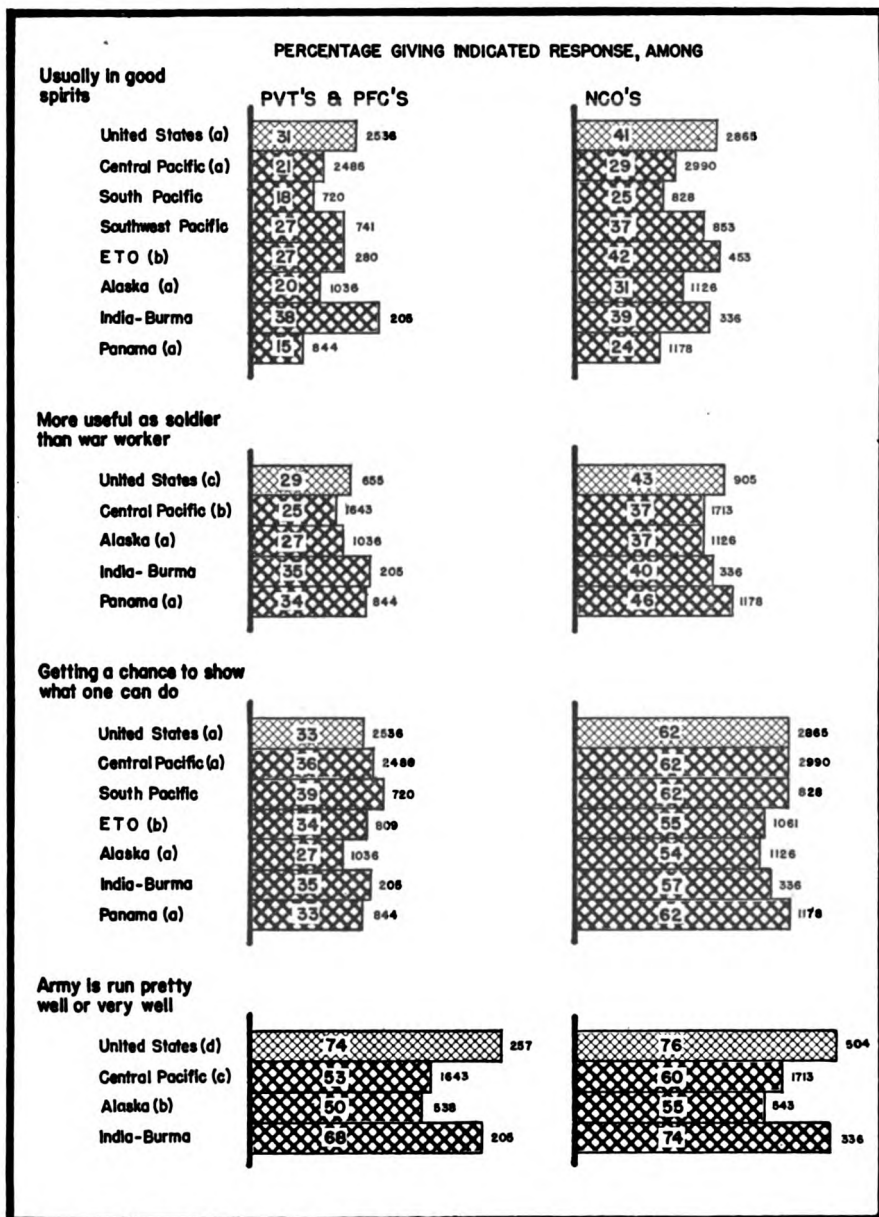 PERCENTAGE GIVING INDICATED RESPONSE, AMONG
Usually in good
spirits
PVT'S & PFC'S NCO'S
United States (a) 31 2536 41 2865
Central Pacific (a) 21 2486 29 2990
South Pacific 18 720 25 828
Southwest Pacific 27 741 37 853
ETO (b) 27 280 42 453
Alaska (a) 20 1036 31 1126
India-Burma 38 205 39 336
Panama (a) 15 844 24 1178
More useful as soldier
than war worker
United States (c) 29 655 43 905
Central Pacific (b) 25 1643 37 1713
Alaska (a) 27 1036 37 1126
India-Burma 35 205 40 336
Panama (a) 34 844 46 1178
Getting a chance to show
what one can do
United States (a) 33 2536 62 2865
Central Pacific (a) 36 2486 62 2990
South Pacific 39 720 62 828
ETO (b) 34 809 55 1061
Alaska (a) 27 1036 54 1126
India-Burma 35 205 57 336
Panama (a) 33 844 62 1178
Army is run pretty
well or very well
United States (d) 74 257 76 504
Central Pacific (c) 53 1643 60 1713
Alaska (b) 50 538 55 543
India-Burma 68 205 74 336